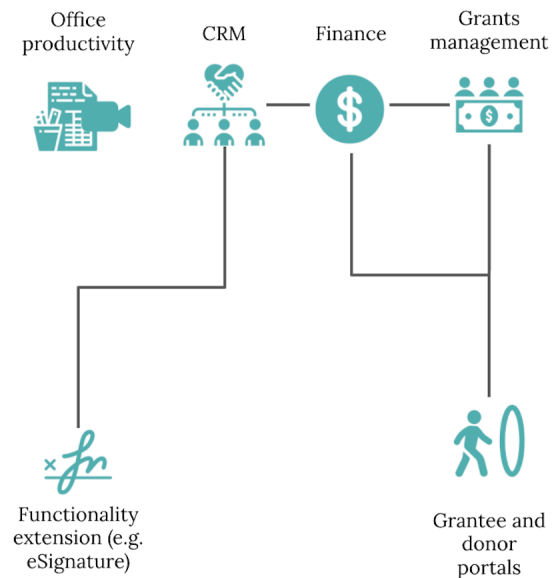 Office
productivity
CRM
Finance
Grants
management
$
$
Functionality
extension (e.g.
eSignature)
Grantee and
donor
portals